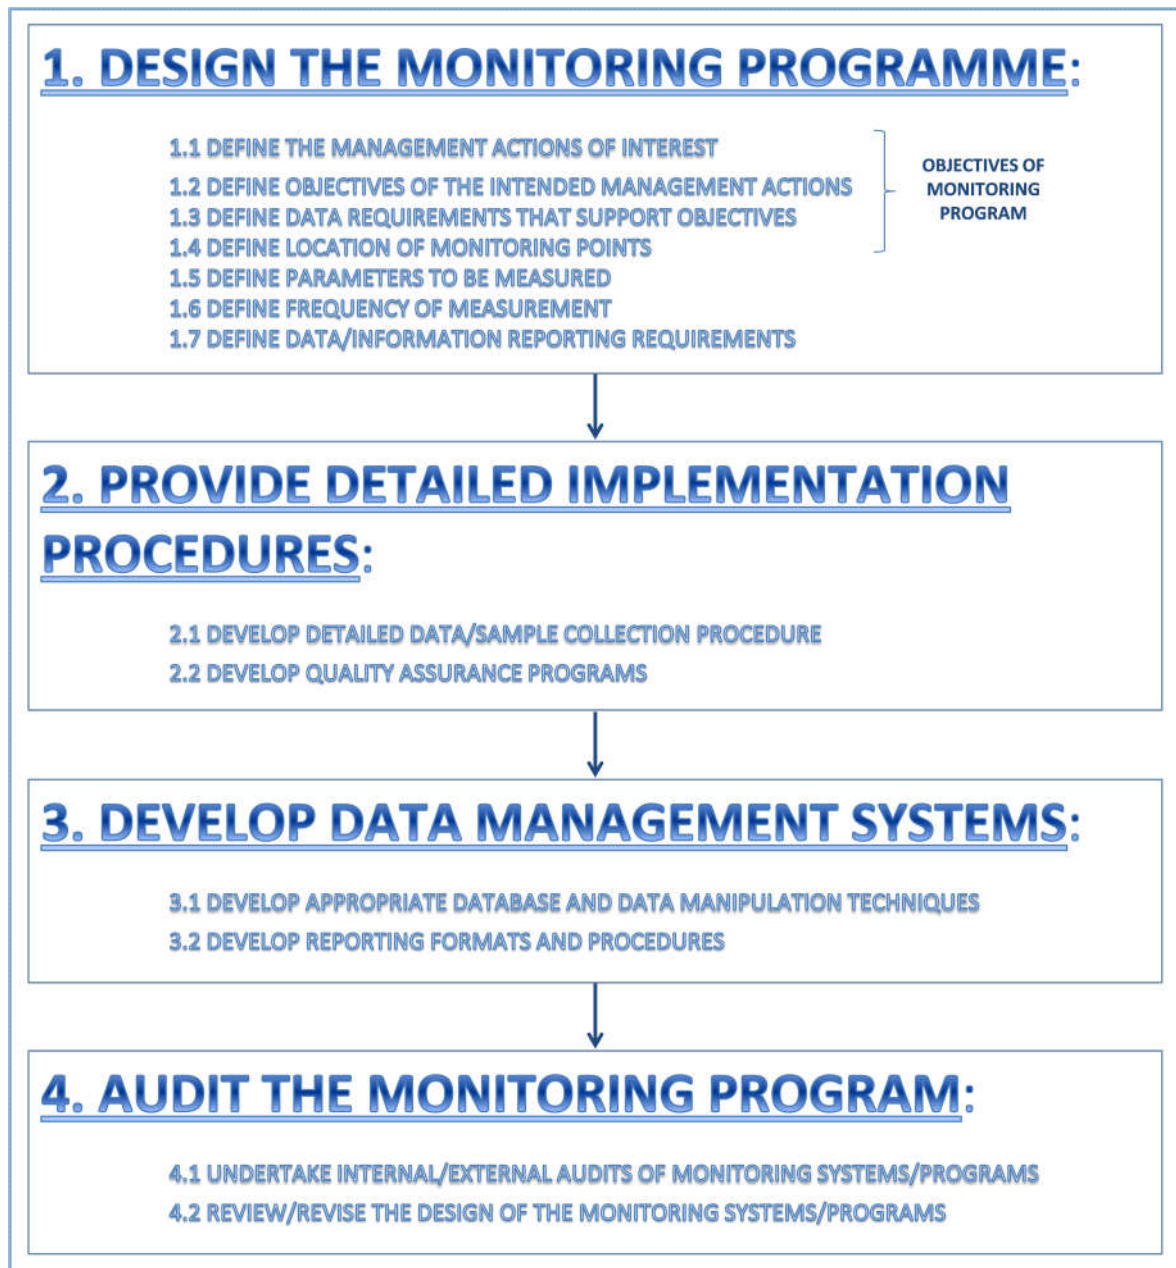 1. DESIGN THE MONITORING PROGRAMME:
1.1 DEFINE THE MANAGEMENT ACTIONS OF INTEREST
1.2 DEFINE OBJECTIVES OF THE INTENDED MANAGEMENT ACTIONS
1.3 DEFINE DATA REQUIREMENTS THAT SUPPORT OBJECTIVES
1.4 DEFINE LOCATION OF MONITORING POINTS
1.5 DEFINE PARAMETERS TO BE MEASURED
1.6 DEFINE FREQUENCY OF MEASUREMENT
1.7 DEFINE DATA/INFORMATION REPORTING REQUIREMENTS
OBJECTIVES OF
MONITORING
PROGRAM
2. PROVIDE DETAILED IMPLEMENTATION
PROCEDURES:
2.1 DEVELOP DETAILED DATA/SAMPLE COLLECTION PROCEDURE
2.2 DEVELOP QUALITY ASSURANCE PROGRAMS
3. DEVELOP DATA MANAGEMENT SYSTEMS:
3.1 DEVELOP APPROPRIATE DATABASE AND DATA MANIPULATION TECHNIQUES
3.2 DEVELOP REPORTING FORMATS AND PROCEDURES
4. AUDIT THE MONITORING PROGRAM:
4.1 UNDERTAKE INTERNAL/EXTERNAL AUDITS OF MONITORING SYSTEMS/PROGRAMS
4.2 REVIEW/REVISE THE DESIGN OF THE MONITORING SYSTEMS/PROGRAMS